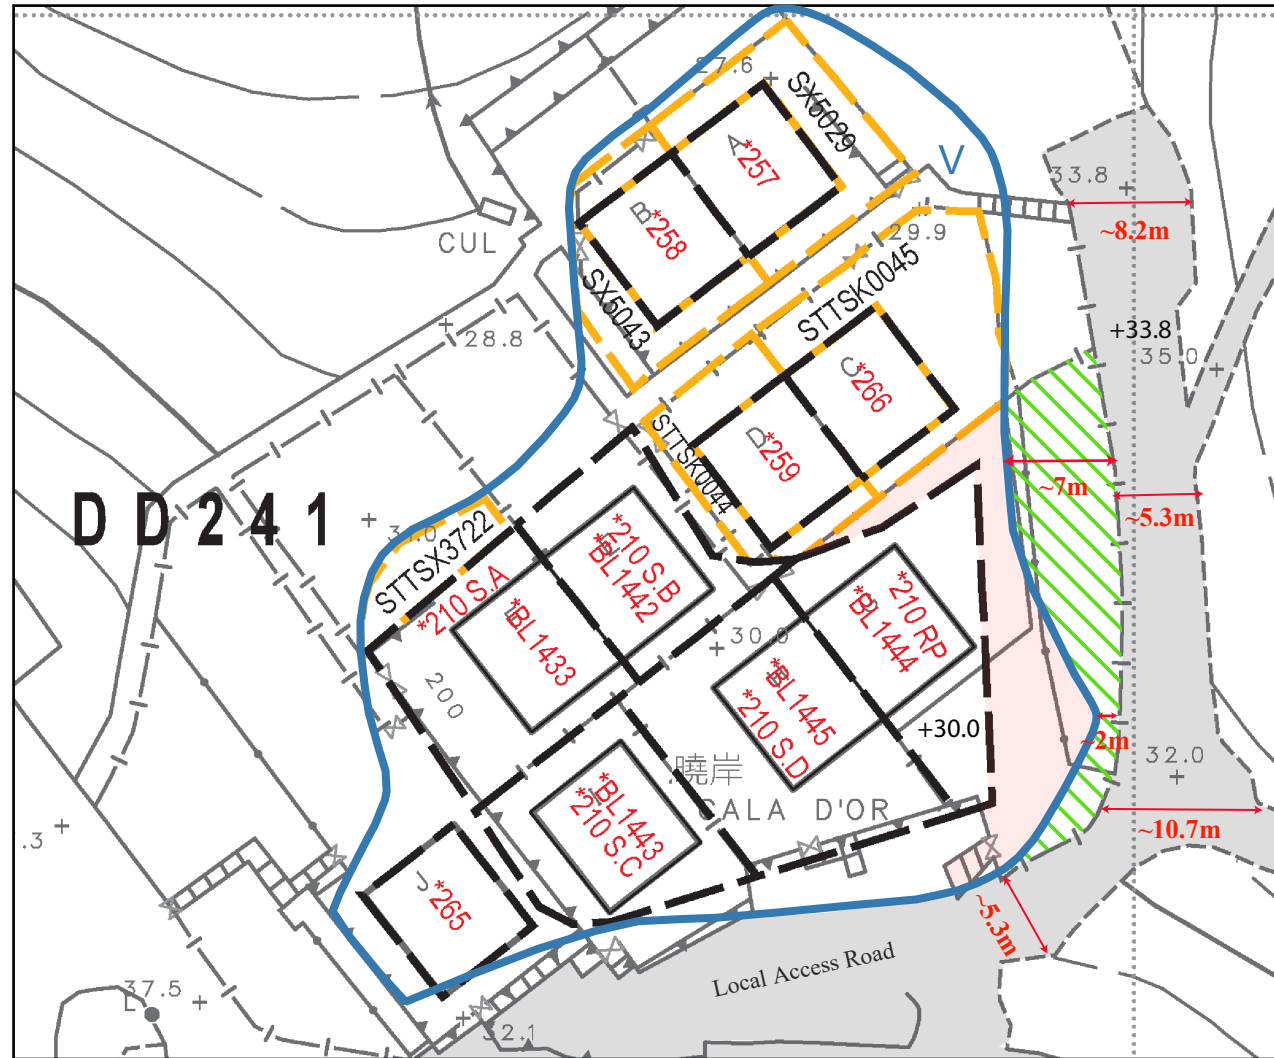 27.6
SX5029
V
A
*257
33.8
B
*258
~8.2m
29.9
CUL
SX5043
STTSK0045
28.8
+33.8
35.0
C
*266
D
*259
STTSK0044
~7m
~5.3m
DD241
STTSX3722
*210 S.A
*BL1433
*210 S.B
*BL1442
*210 RP
*BL1444
30.0
200
*BL1445
*210 S.D
+30.0
~2m
32.0
曉岸
CALA D'OR
*BL1443
*210 S.C
~10.7m
.3
J
*265
~5.3m
Local Access Road
37.5
32.1